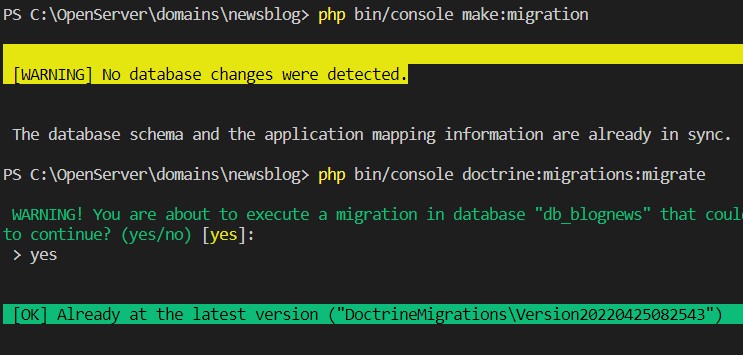 PS C:\OpenServer\domains\newsblog> php bin/console make:migration
[WARNING] No database changes were detected.
The database schema and the application mapping information are already in sync.
PS C:\OpenServer\domains\newsblog> php bin/console doctrine:migrations:migrate
WARNING! You are about to execute a migration in database "db_blognews" that coul
to continue? (yes/no) [yes]:
> yes
[OK] Already at the latest version ("DoctrineMigrations\Version20220425082543")